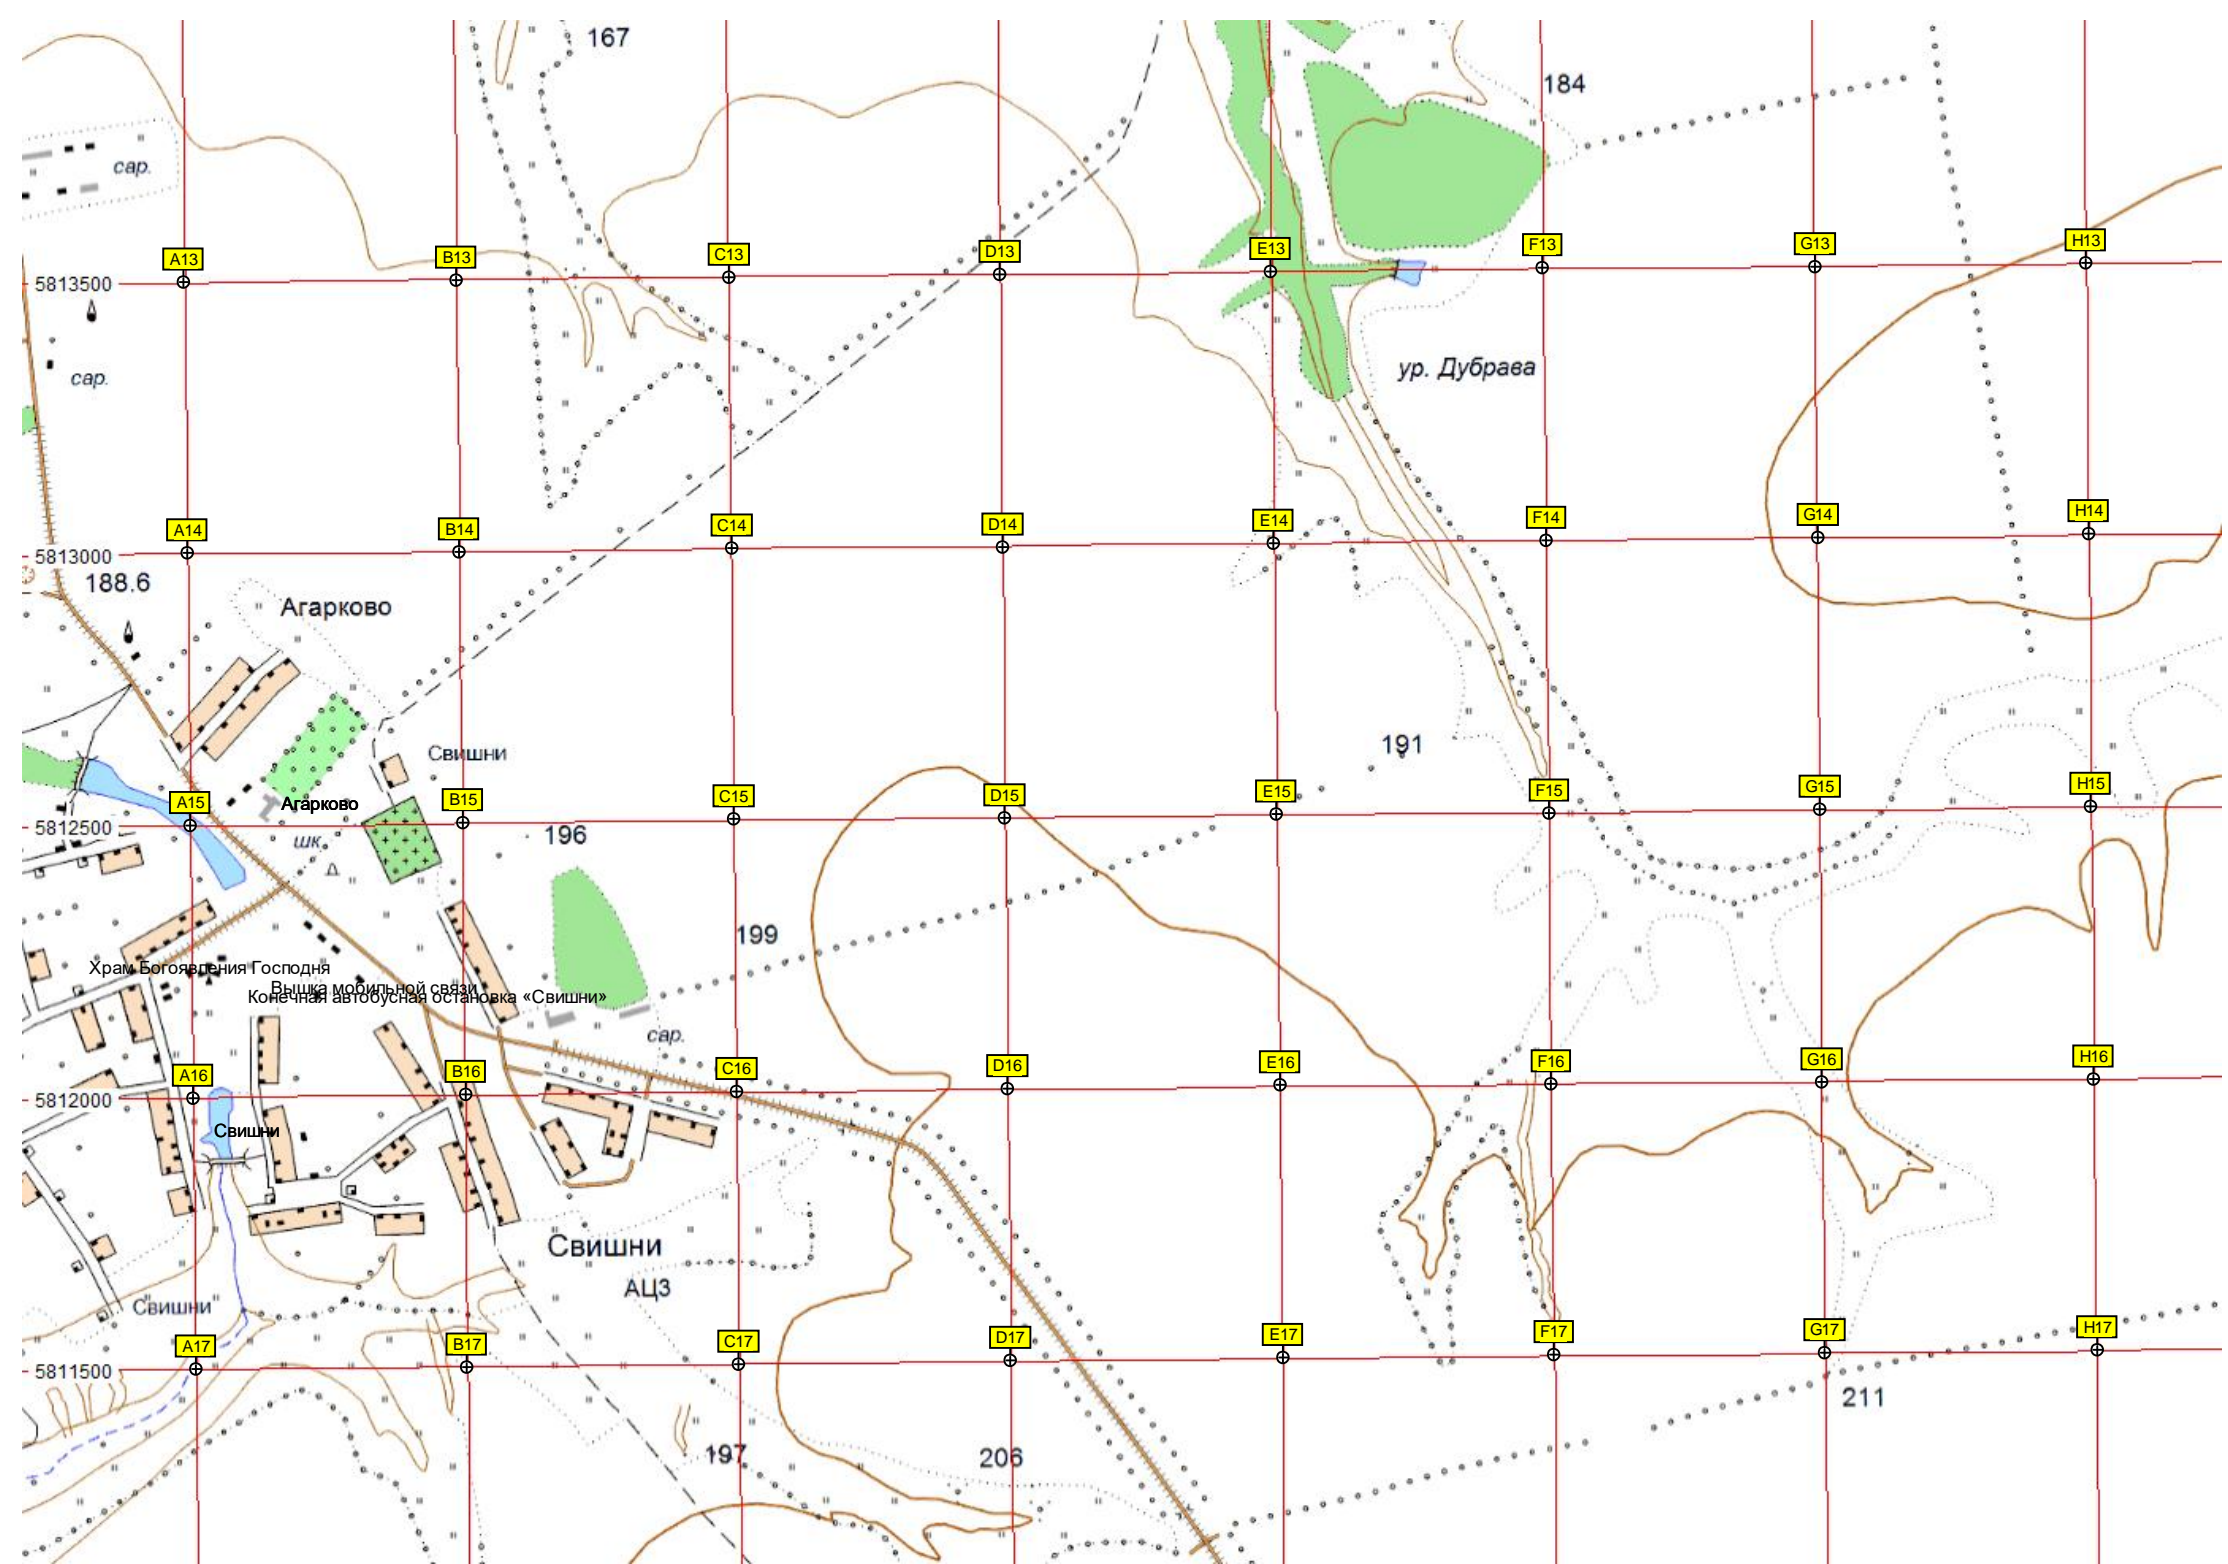 167
184
сар.
A13 B13 C13 D13 E13 F13 G13 H13
5813500
сар.
ур. Дубрава
A14 B14 C14 D14 E14 F14 G14 H14
5813000
188.6
Агарково
191
Свишни
A15 B15 C15 D15 E15 F15 G15 H15
Агарково
5812500
шк.
196
199
Храм Богоявления Господня
Вышка мобильной связи
Конечная автобусная остановка «Свишни»
сар.
A16 B16 C16 D16 E16 F16 G16 H16
5812000
Свишни
Свишни
АЦЗ
"Свишни"
A17 B17 C17 D17 E17 F17 G17 H17
5811500
211
197
206